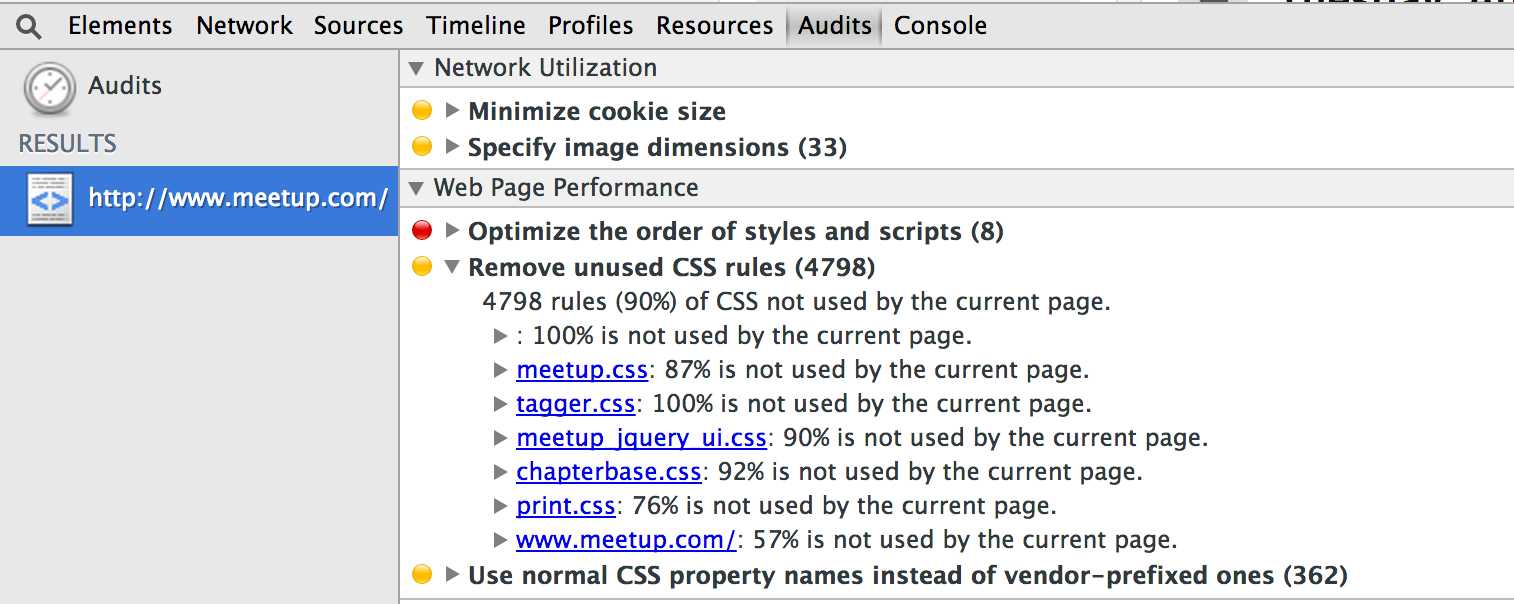 Elements Network Sources Timeline Profiles Resources Audits Console
Audits
RESULTS
http://www.meetup.com/
Network Utilization
Minimize cookie size
Specify image dimensions (33)
Web Page Performance
Optimize the order of styles and scripts (8)
Remove unused CSS rules (4798)
4798 rules (90%) of CSS not used by the current page.
: 100% is not used by the current page.
meetup.css: 87% is not used by the current page.
tagger.css: 100% is not used by the current page.
meetup_jquery_ui.css: 90% is not used by the current page.
chapterbase.css: 92% is not used by the current page.
print.css: 76% is not used by the current page.
www.meetup.com/: 57% is not used by the current page.
Use normal CSS property names instead of vendor-prefixed ones (362)